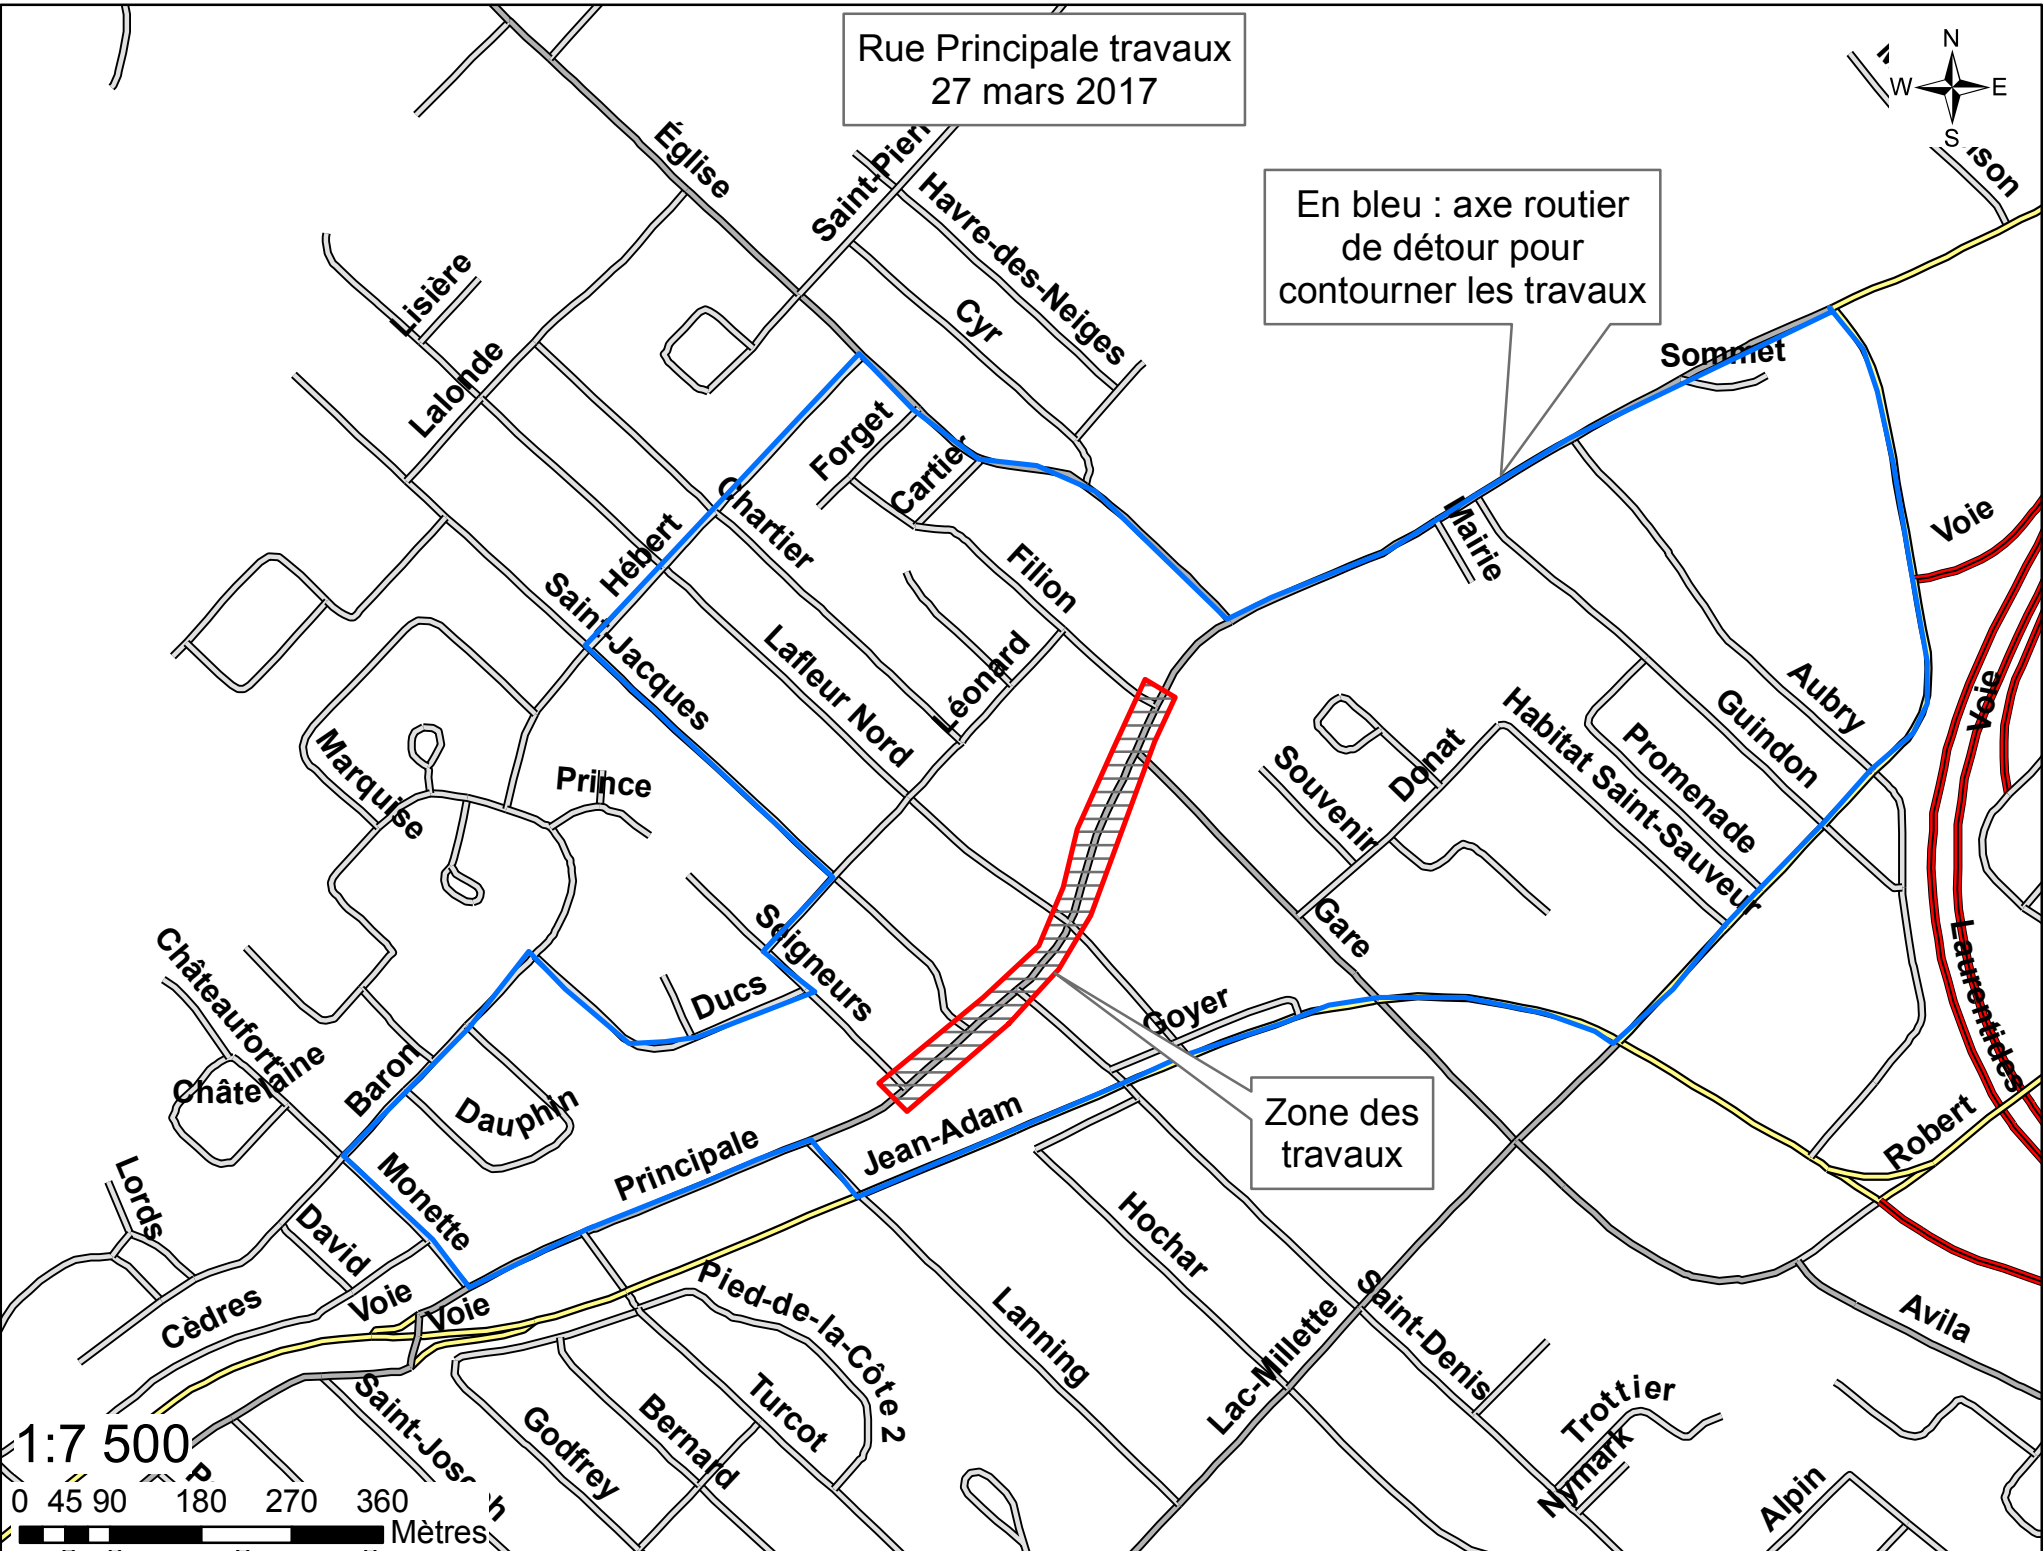 Rue Principale travaux
27 mars 2017
N
W
E
S
En bleu : axe routier
de détour pour
contourner les travaux
Église
Havre-des-Neiges
Cyr
Lisière
Lalonde
Sommet
Forget
Cartier
Chartier
Hébert
Mairie
Voie
Filion
Saint-Jacques
Lafleur Nord
Léonard
Aubry
Guindon
Voie
Habitat Saint-Sauveur
Promenade
Donat
Souvenir
Marquise
Prince
Gare
Seigneurs
Ducs
Goyer
Laurentides
Châteaufort
Châtelaine
Baron
Dauphin
Zone des
travaux
Jean-Adam
Principale
Robert
Lords
Monette
David
Hochar
Cèdres
Voie
Voie
Pied-de-la-Côte 2
Lanning
Saint-Denis
Lac-Millette
Avila
Turcot
Bernard
Godfrey
Trottier
Nymark
Alpin
1:7 500
0 45 90 180 270 360
Mètres